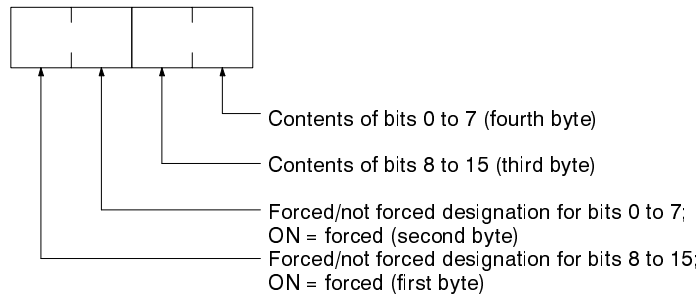 Contents of bits 0 to 7 (fourth byte)
Contents of bits 8 to 15 (third byte)
Forced/not forced designation for bits 0 to 7;
ON = forced (second byte)
Forced/not forced designation for bits 8 to 15;
ON = forced (first byte)